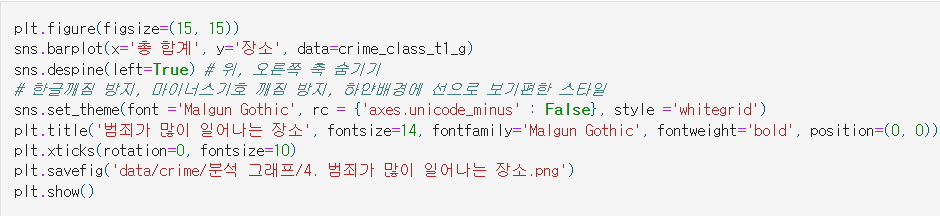 plt.figure(figsize=(15, 15))
sns.barplot(x='총 합계', y='장소', data=crime_class_t1_g)
sns.despine(left=True) # 위, 오른쪽 축 숨기기
# 한글깨짐 방지, 마이너스기호 깨짐 방지, 하얀배경에 선으로 보기편한 스타일
sns.set_theme(font ='Malgun Gothic', rc = {'axes.unicode_minus' : False}, style ='whitegrid')
plt.title('범죄가 많이 일어나는 장소', fontsize=14, fontfamily='Malgun Gothic', fontweight='bold', position=(0, 0))
plt.xticks(rotation=0, fontsize=10)
plt.savefig('data/crime/분석 그래프/4. 범죄가 많이 일어나는 장소.png')
plt.show()